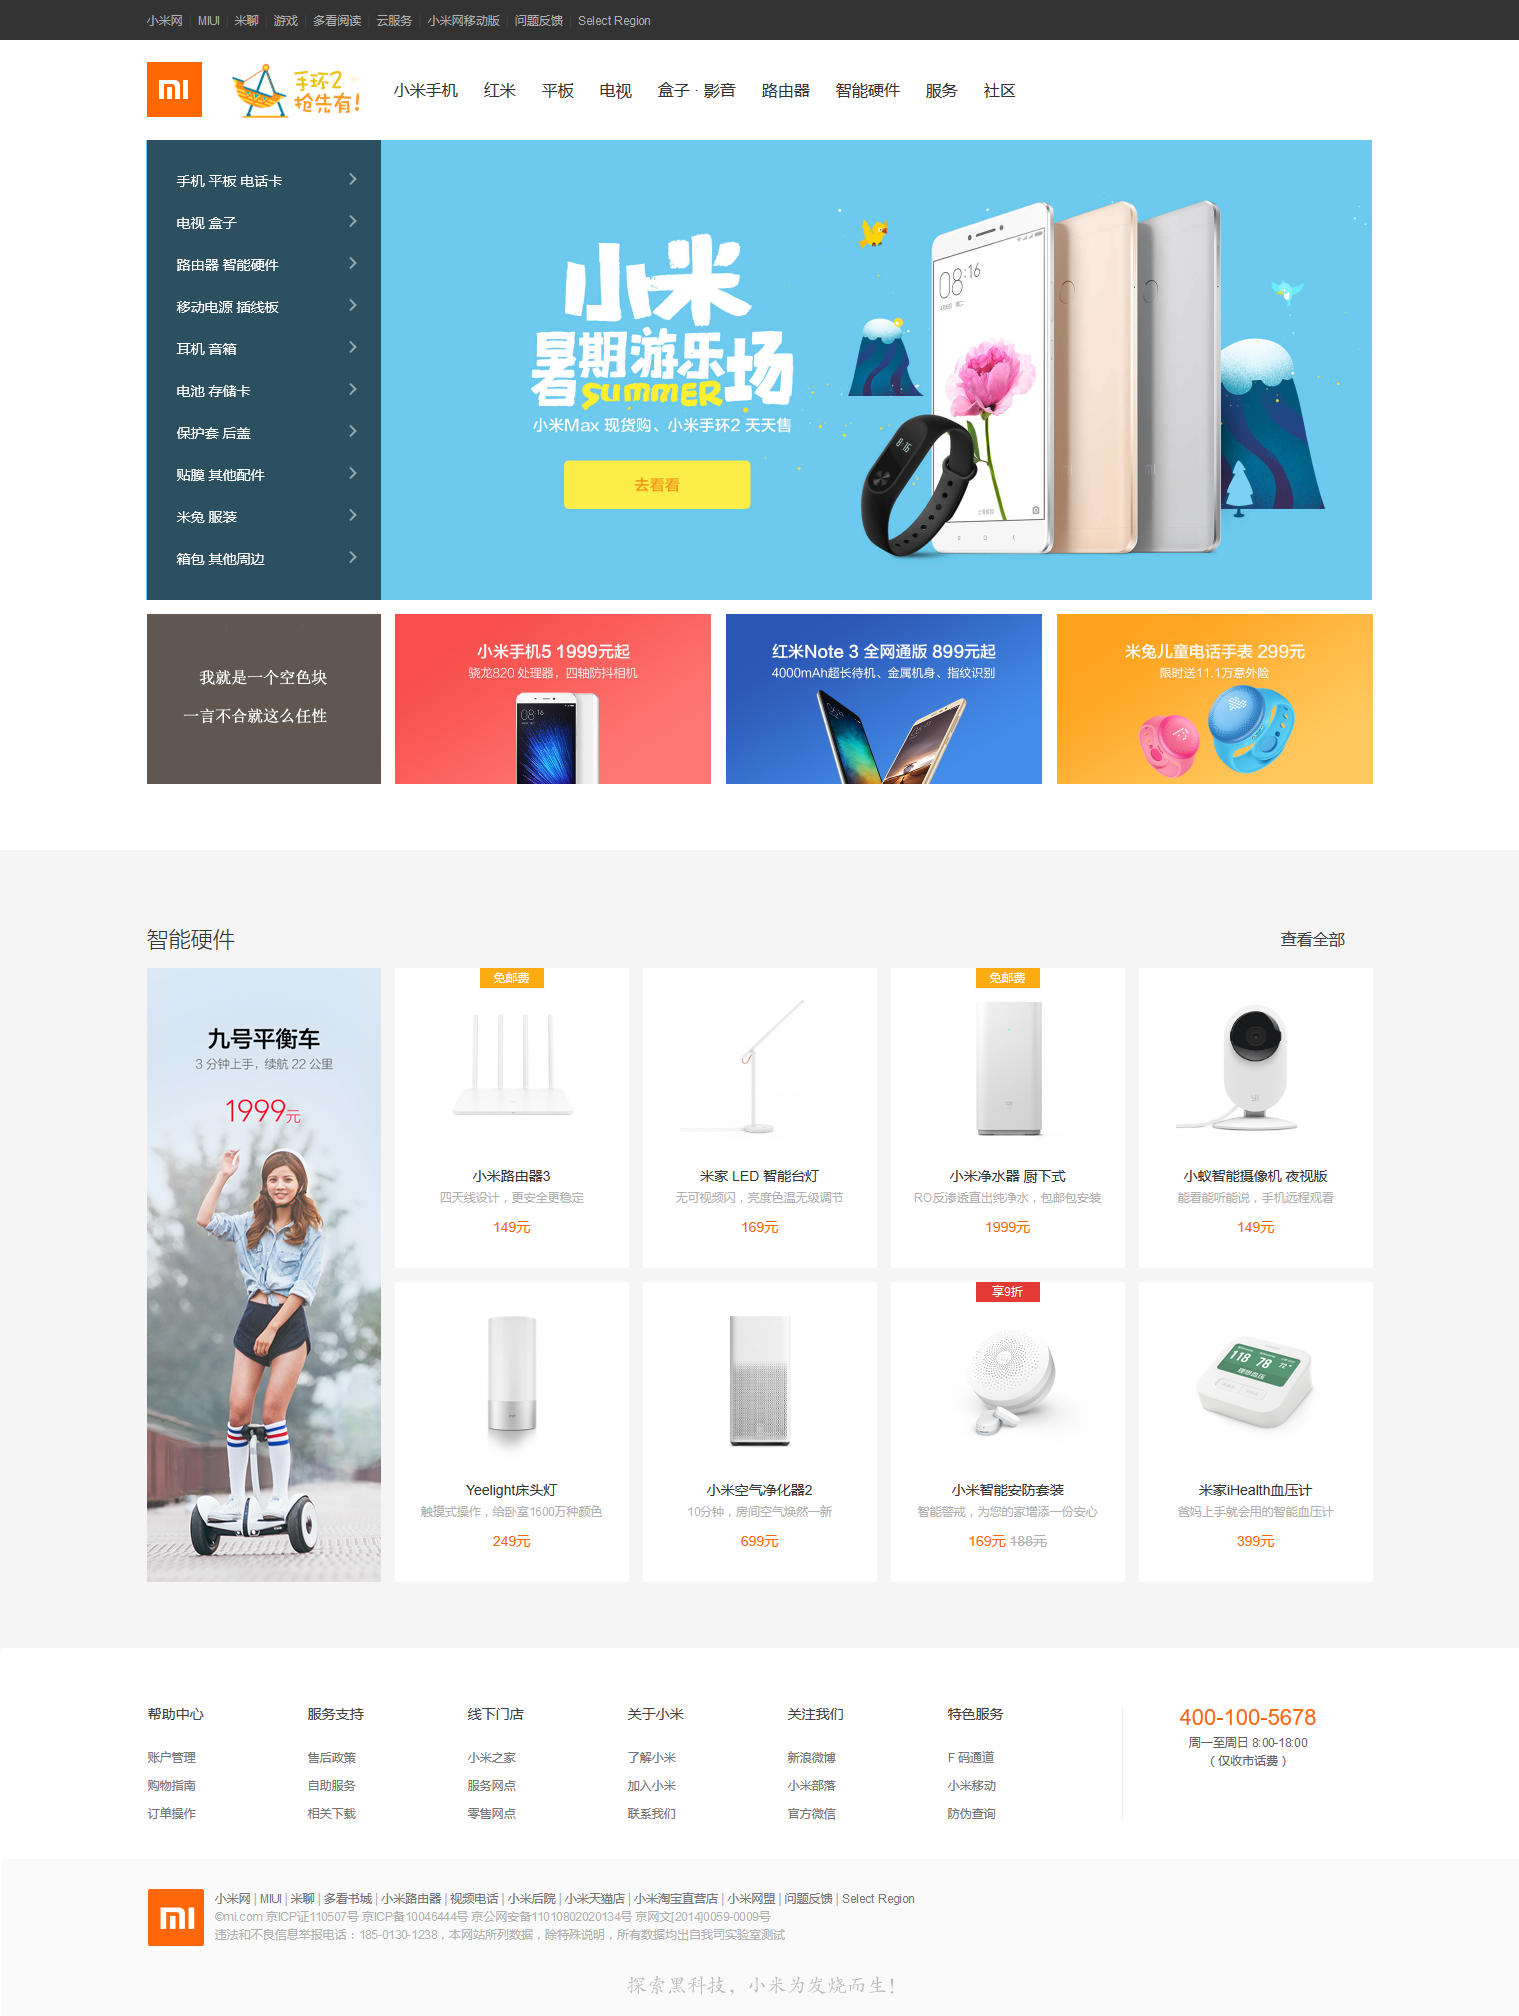 小米网 | MIUI | 米聊 | 游戏 | 多看阅读 | 云服务 | 小米网移动版 | 问题反馈 | Select Region
mi 手环2 小米手机 红米 平板 电视 盒子 · 影音 路由器 智能硬件 服务 社区
抢先有!
手机 平板 电话卡
电视 盒子
路由器 智能硬件
移动电源 插线板
耳机 音箱
电池 存储卡
保护套 后盖
贴膜 其他配件
米兔 服装
箱包 其他周边
小米
暑期游乐场
SUMMER
小米Max 现货购、小米手环2 天天售
去看看
08:16
8:16
mi
我就是一个空色块
一言不合就这么任性
小米手机5 1999元起
骁龙820 处理器，四轴防抖相机
08:16
红米Note 3 全网通版 899元起
4000mAh超长待机、金属机身、指纹识别
米兔儿童电话手表 299元
限时送11.1万意外险
智能硬件 查看全部
九号平衡车
3 分钟上手，续航 22 公里
1999元
免邮费
小米路由器3
四天线设计，更安全更稳定
149元
米家 LED 智能台灯
无可视频闪，亮度色温无级调节
169元
免邮费
小米净水器 厨下式
RO反渗透直出纯净水，包邮包安装
1999元
小蚁智能摄像机 夜视版
能看能听能说，手机远程观看
149元
Yeelight床头灯
触摸式操作，给卧室1600万种颜色
249元
小米空气净化器2
10分钟，房间空气焕然一新
699元
享9折
小米智能安防套装
智能警戒，为您的家增添一份安心
169元 188元
118 78 72
理想血压
米家iHealth血压计
爸妈上手就会用的智能血压计
399元
帮助中心 服务支持 线下门店 关于小米 关注我们 特色服务
账户管理 售后政策 小米之家 了解小米 新浪微博 F 码通道
购物指南 自助服务 服务网点 加入小米 小米部落 小米移动
订单操作 相关下载 零售网点 联系我们 官方微信 防伪查询
400-100-5678
周一至周日 8:00-18:00
（仅收市话费）
mi
小米网 | MIUI | 米聊 | 多看书城 | 小米路由器 | 视频电话 | 小米后院 | 小米天猫店 | 小米淘宝直营店 | 小米网盟 | 问题反馈 | Select Region
©mi.com 京ICP证110507号 京ICP备10046444号 京公网安备11010802020134号 京网文[2014]0059-0009号
违法和不良信息举报电话：185-0130-1238，本网站所列数据，除特殊说明，所有数据均出自我司实验室测试
探索黑科技，小米为发烧而生！